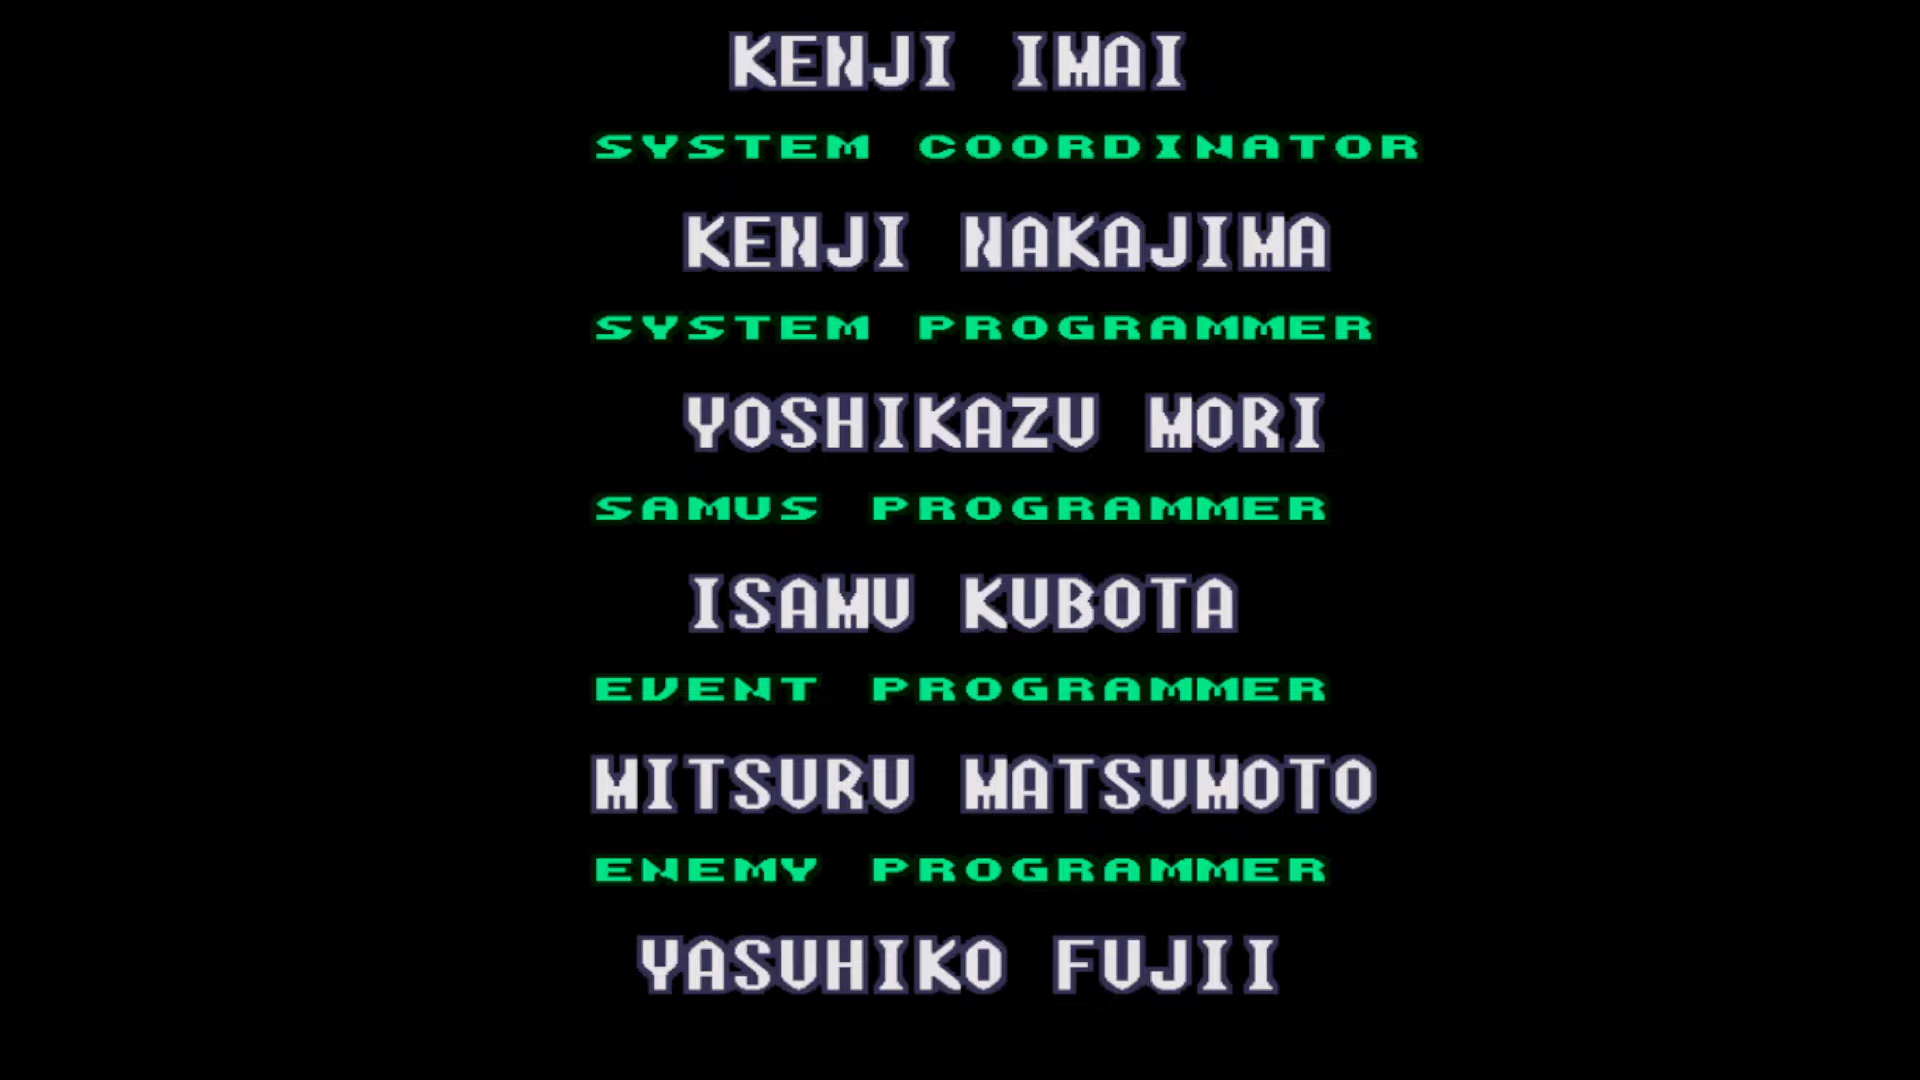 KENJI IMAI
SYSTEM COORDINATOR
KENJI NAKAJIMA
SYSTEM PROGRAMMER
YOSHIKAZU MORI
SAMUS PROGRAMMER
ISAMU KUBOTA
EVENT PROGRAMMER
MITSURU MATSUMOTO
ENEMY PROGRAMMER
YASUHIKO FUJII